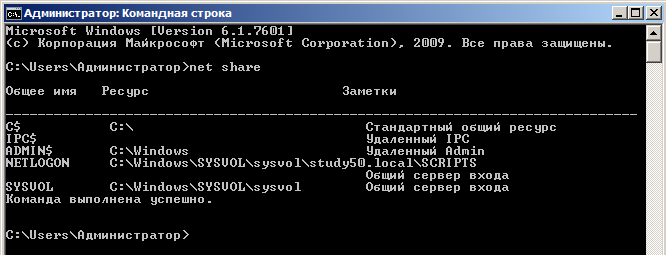 Администратор: Командная строка
Microsoft Windows [Version 6.1.7601]
(c) Корпорация Майкрософт (Microsoft Corporation), 2009. Все права защищены.
C:\Users\Администратор>net share
Общее имя Ресурс Заметки
-------------------------------------------------------------------------------
C$ C:\ Стандартный общий ресурс
IPC$ Удаленный IPC
ADMIN$ C:\Windows Удаленный Admin
NETLOGON C:\Windows\SYSVOL\sysvol\study50.local\SCRIPTS
Общий сервер входа
SYSVOL C:\Windows\SYSVOL\sysvol Общий сервер входа
Команда выполнена успешно.
C:\Users\Администратор>